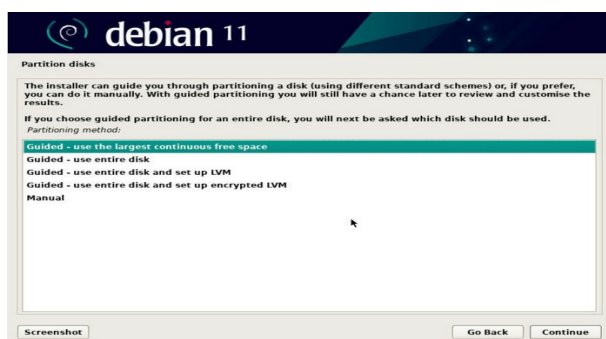 debian 11
Partition disks
The installer can guide you through partitioning a disk (using different standard schemes) or, if you prefer,
you can do it manually. With guided partitioning you will still have a chance later to review and customise the
results.
If you choose guided partitioning for an entire disk, you will next be asked which disk should be used.
Partitioning method:
Guided - use the largest continuous free space
Guided - use entire disk
Guided - use entire disk and set up LVM
Guided - use entire disk and set up encrypted LVM
Manual
Screenshot
Go Back
Continue